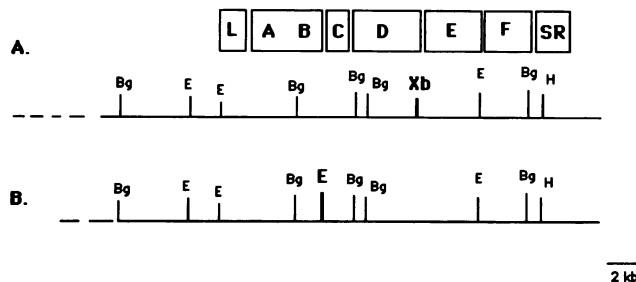 L A B C D E F SR
A.
Bg E E Bg Bg Bg Xb E Bg H
B.
Bg E E Bg E Bg Bg E Bg H
2 kb